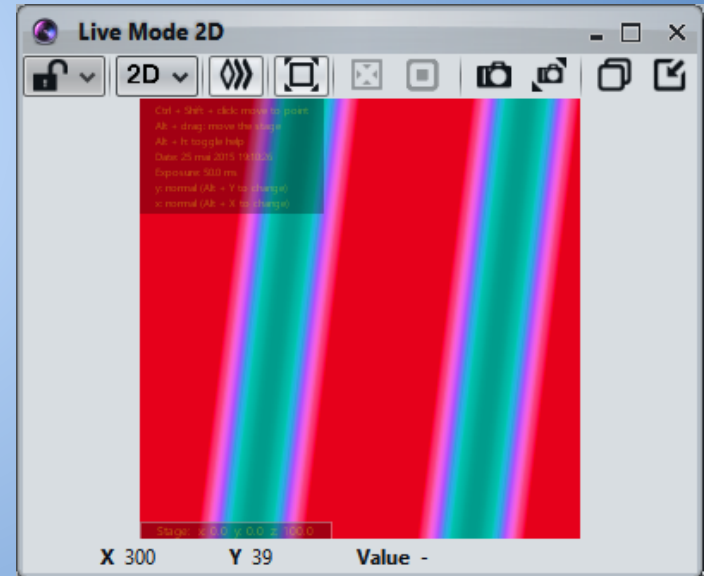 Live Mode 2D
2D
Ctrl + Shift + click: move to point
Alt + drag: move the stage
Alt + h: toggle help
Date: 25 mai 2015 19:10:26
Exposure: 50.0 ms
y: normal (Alt + Y to change)
x: normal (Alt + X to change)
Stage: x: 0.0 y: 0.0 z: 100.0
X 300 Y 39 Value -